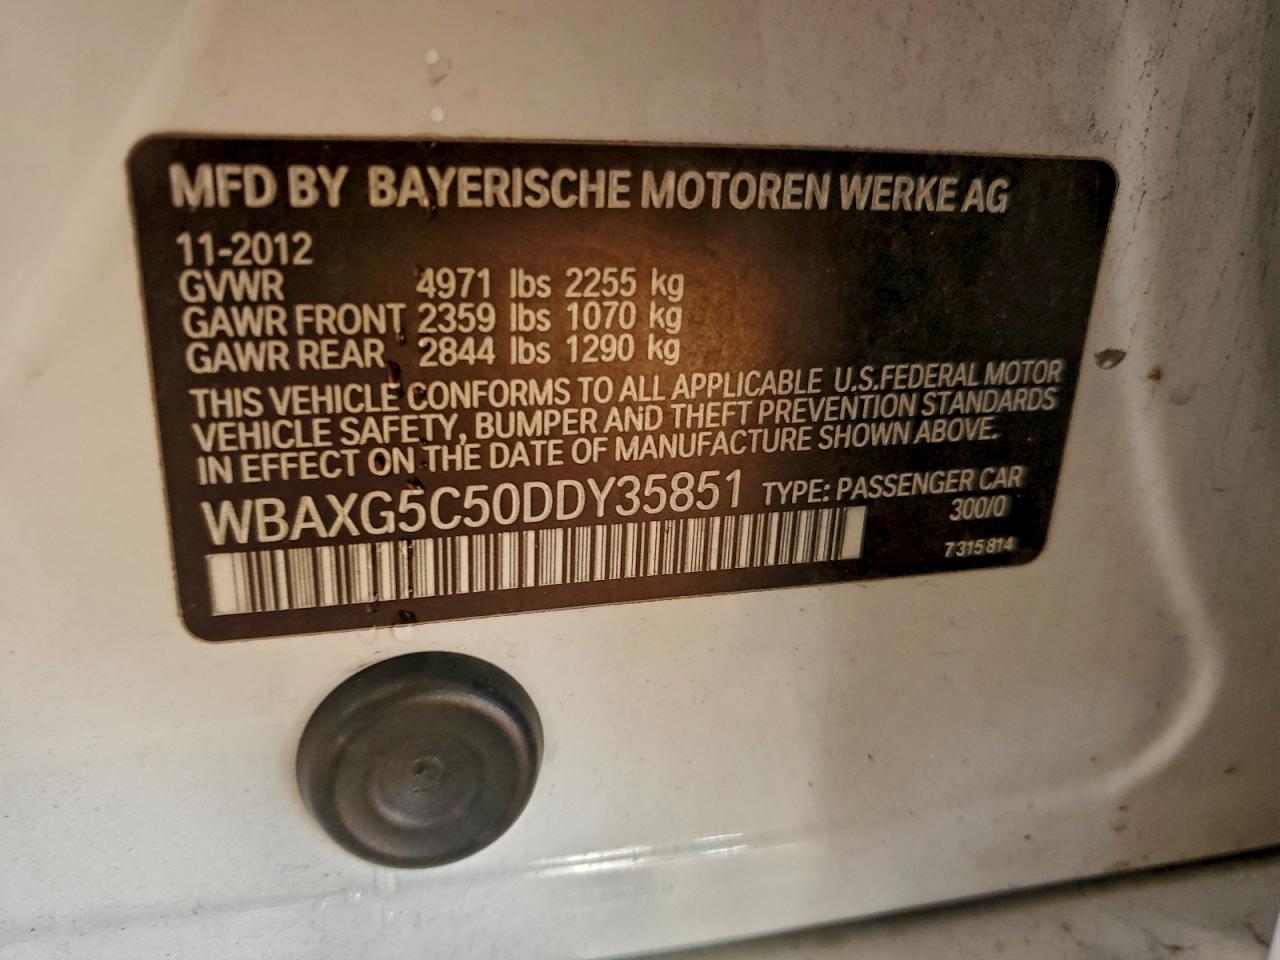 MFD BY BAYERISCHE MOTOREN WERKE AG
11-2012
GVWR 4971 lbs 2255 kg
GAWR FRONT 2359 lbs 1070 kg
GAWR REAR 2844 lbs 1290 kg
THIS VEHICLE CONFORMS TO ALL APPLICABLE U.S.FEDERAL MOTOR
VEHICLE SAFETY, BUMPER AND THEFT PREVENTION STANDARDS
IN EFFECT ON THE DATE OF MANUFACTURE SHOWN ABOVE.
WBAXG5C50DDY35851 TYPE: PASSENGER CAR
300/0
7315814